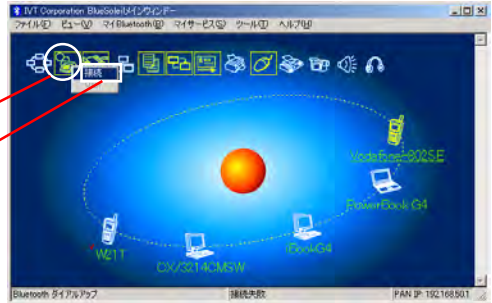 IVT Corporation BlueSoleilメインウィンドー
ファイル(F) ビュー(V) マイBluetooth(B) マイサービス(S) ツール(T) ヘルプ(H)
接続
Vodafone-802SE
PowerBook G4
iBookG4
CX/3214CMSW
W21T
Bluetooth ダイアルアップ 接続失敗 PAN IP: 192.168.50.1